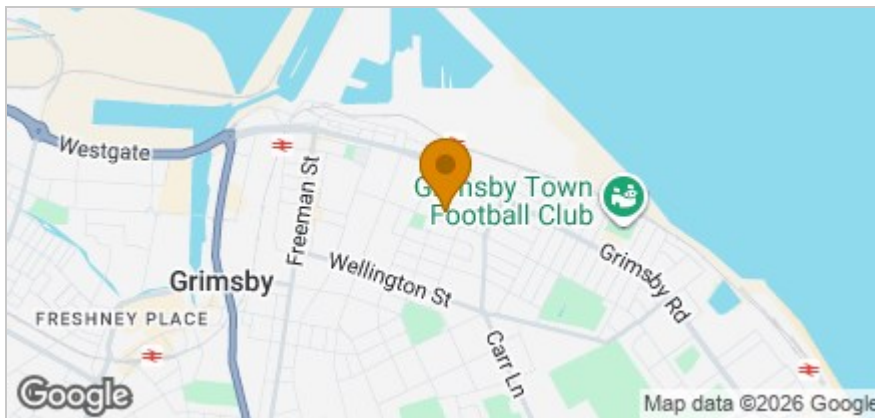 Westgate
Freeman St
Grimsby Town
Football Club
Grimsby Rd
Wellington St
Grimsby
FRESHNEY PLACE
Carr Ln
Google
Map data ©2026 Google